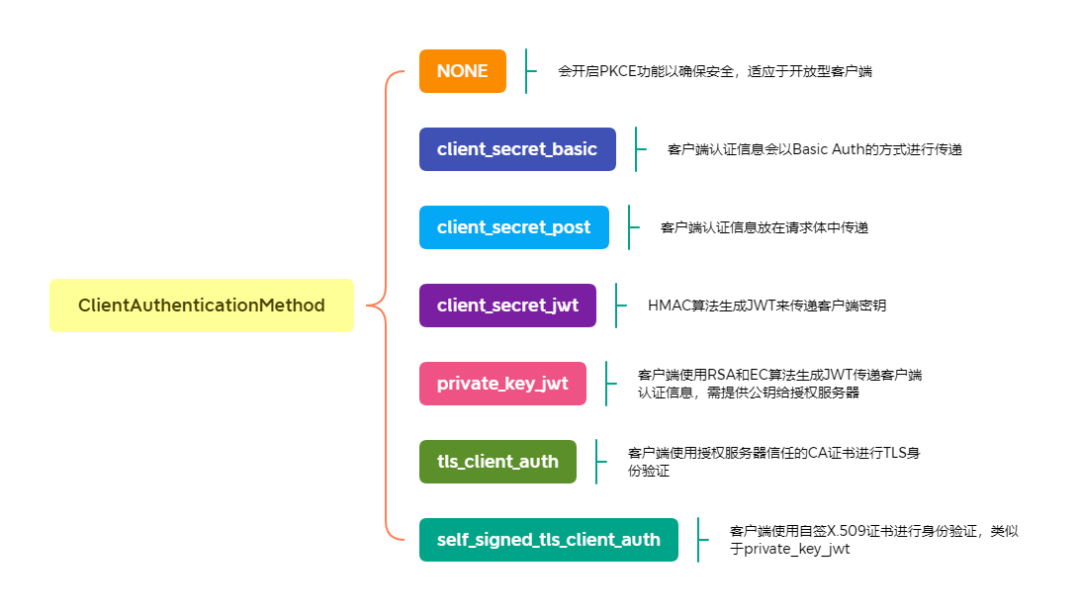 NONE
会开启PKCE功能以确保安全，适应于开放型客户端
client_secret_basic
客户端认证信息会以Basic Auth的方式进行传递
client_secret_post
客户端认证信息放在请求体中传递
ClientAuthenticationMethod
client_secret_jwt
HMAC算法生成JWT来传递客户端密钥
private_key_jwt
客户端使用RSA和EC算法生成JWT传递客户端
认证信息，需提供公钥给授权服务器
tls_client_auth
客户端使用授权服务器信任的CA证书进行TLS身
份验证
self_signed_tls_client_auth
客户端使用自签X.509证书进行身份验证，类似
于private_key_jwt